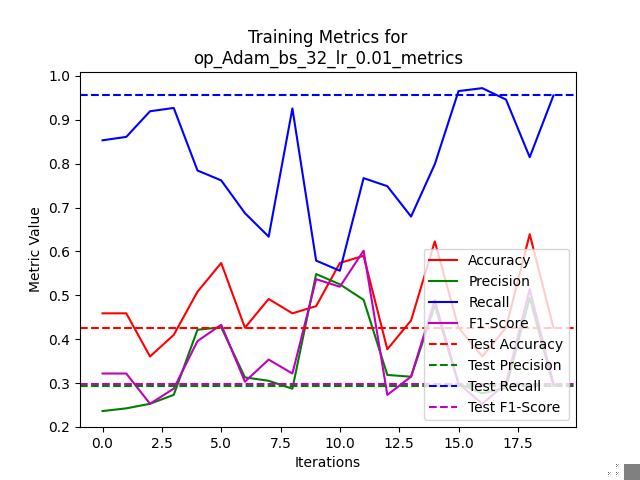 Training Metrics for
op_Adam_bs_32_lr_0.01_metrics
Metric Value
1.0
0.9
0.8
0.7
0.6
0.5
0.4
0.3
0.2
Accuracy
Precision
Recall
F1-Score
Test Accuracy
Test Precision
Test Recall
Test F1-Score
0.0 2.5 5.0 7.5 10.0 12.5 15.0 17.5
Iterations